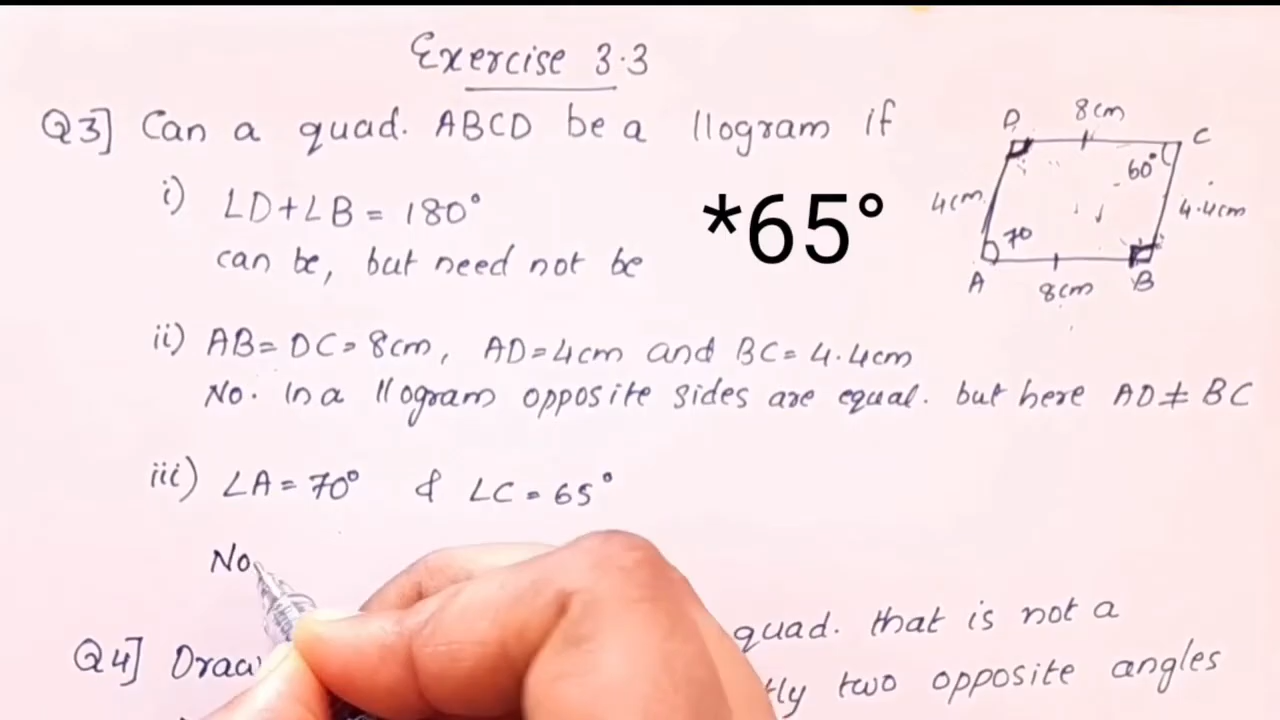 Exercise 3.3
Q3] Can a quad. ABCD be a llogram if
i) ∠D+∠B = 180°
can be, but need not be
*65°
D 8cm C
60°
4cm 4.4cm
70
A 8cm B
ii) AB = DC = 8cm, AD = 4cm and BC = 4.4cm
No. In a llogram opposite sides are equal. but here AD ≠ BC
iii) ∠A = 70° & ∠C = 65°
No
quad. that is not a
Q4] Draw
two opposite angles